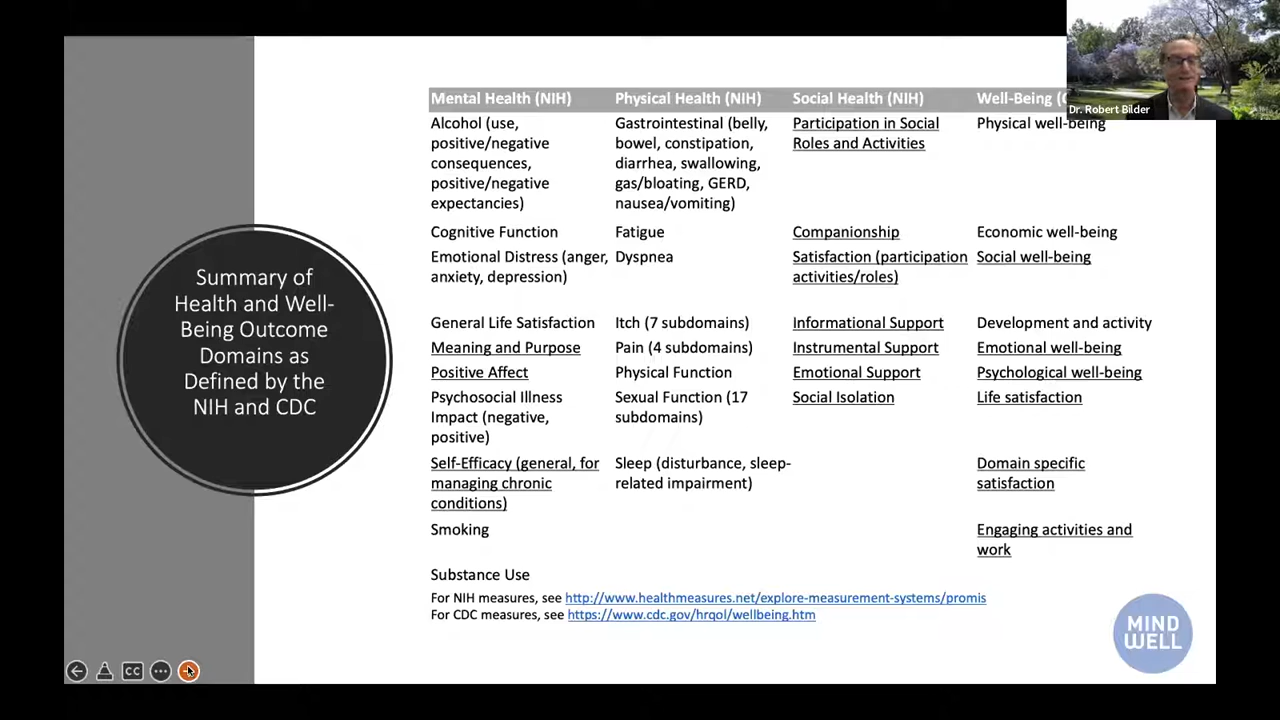 Summary of
Health and Well-
Being Outcome
Domains as
Defined by the
NIH and CDC
Mental Health (NIH) Physical Health (NIH) Social Health (NIH) Well-Being
Alcohol (use,
positive/negative
consequences,
positive/negative
expectancies)
Gastrointestinal (belly,
bowel, constipation,
diarrhea, swallowing,
gas/bloating, GERD,
nausea/vomiting)
Participation in Social
Roles and Activities
Physical well-being
Cognitive Function
Fatigue
Companionship
Economic well-being
Emotional Distress (anger,
anxiety, depression)
Dyspnea
Satisfaction (participation
activities/roles)
Social well-being
General Life Satisfaction
Itch (7 subdomains)
Informational Support
Development and activity
Meaning and Purpose
Pain (4 subdomains)
Instrumental Support
Emotional well-being
Positive Affect
Physical Function
Emotional Support
Psychological well-being
Psychosocial Illness
Impact (negative,
positive)
Sexual Function (17
subdomains)
Social Isolation
Life satisfaction
Self-Efficacy (general, for
managing chronic
conditions)
Sleep (disturbance, sleep-
related impairment)
Domain specific
satisfaction
Smoking
Engaging activities and
work
Substance Use
For NIH measures, see http://www.healthmeasures.net/explore-measurement-systems/promis
For CDC measures, see https://www.cdc.gov/hrqol/wellbeing.htm
MIND
WELL
Dr. Robert Bilder
CC